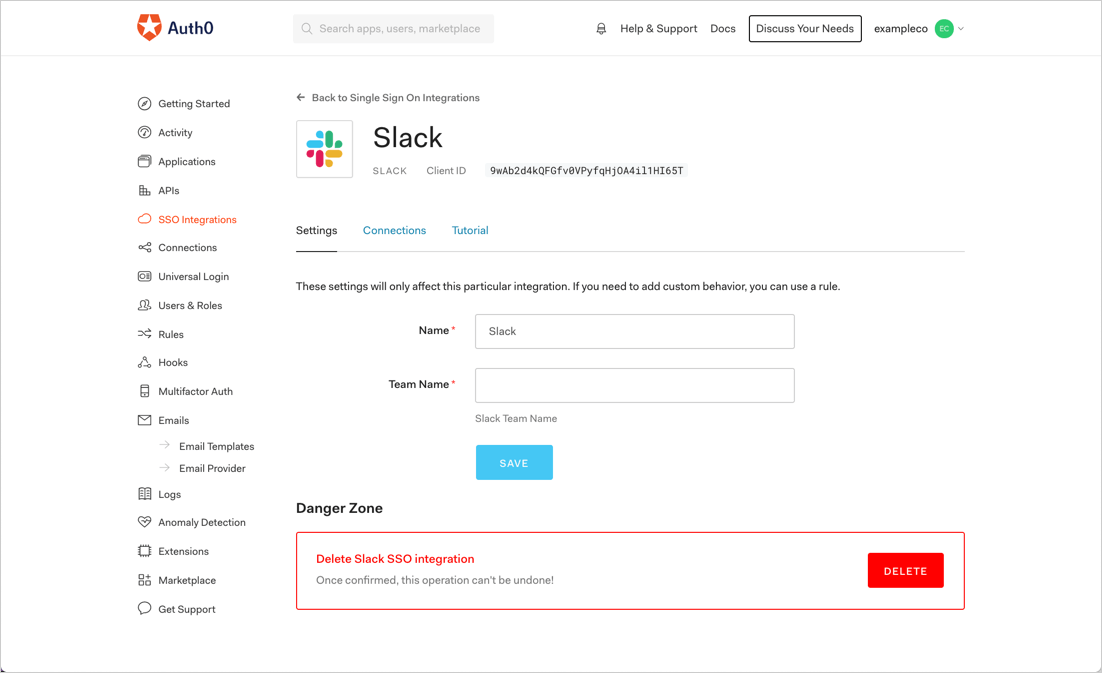 Auth0
Search apps, users, marketplace
Help & Support
Docs
Discuss Your Needs
exampleco
EC
Getting Started
Activity
Applications
APIs
SSO Integrations
Connections
Universal Login
Users & Roles
Rules
Hooks
Multifactor Auth
Emails
Email Templates
Email Provider
Logs
Anomaly Detection
Extensions
Marketplace
Get Support
Back to Single Sign On Integrations
Slack
SLACK Client ID 9wAb2d4kQFGfv0VPyfqHjOA4il1HI65T
Settings Connections Tutorial
These settings will only affect this particular integration. If you need to add custom behavior, you can use a rule.
Name * Slack
Team Name *
Slack Team Name
SAVE
Danger Zone
Delete Slack SSO integration
Once confirmed, this operation can't be undone!
DELETE